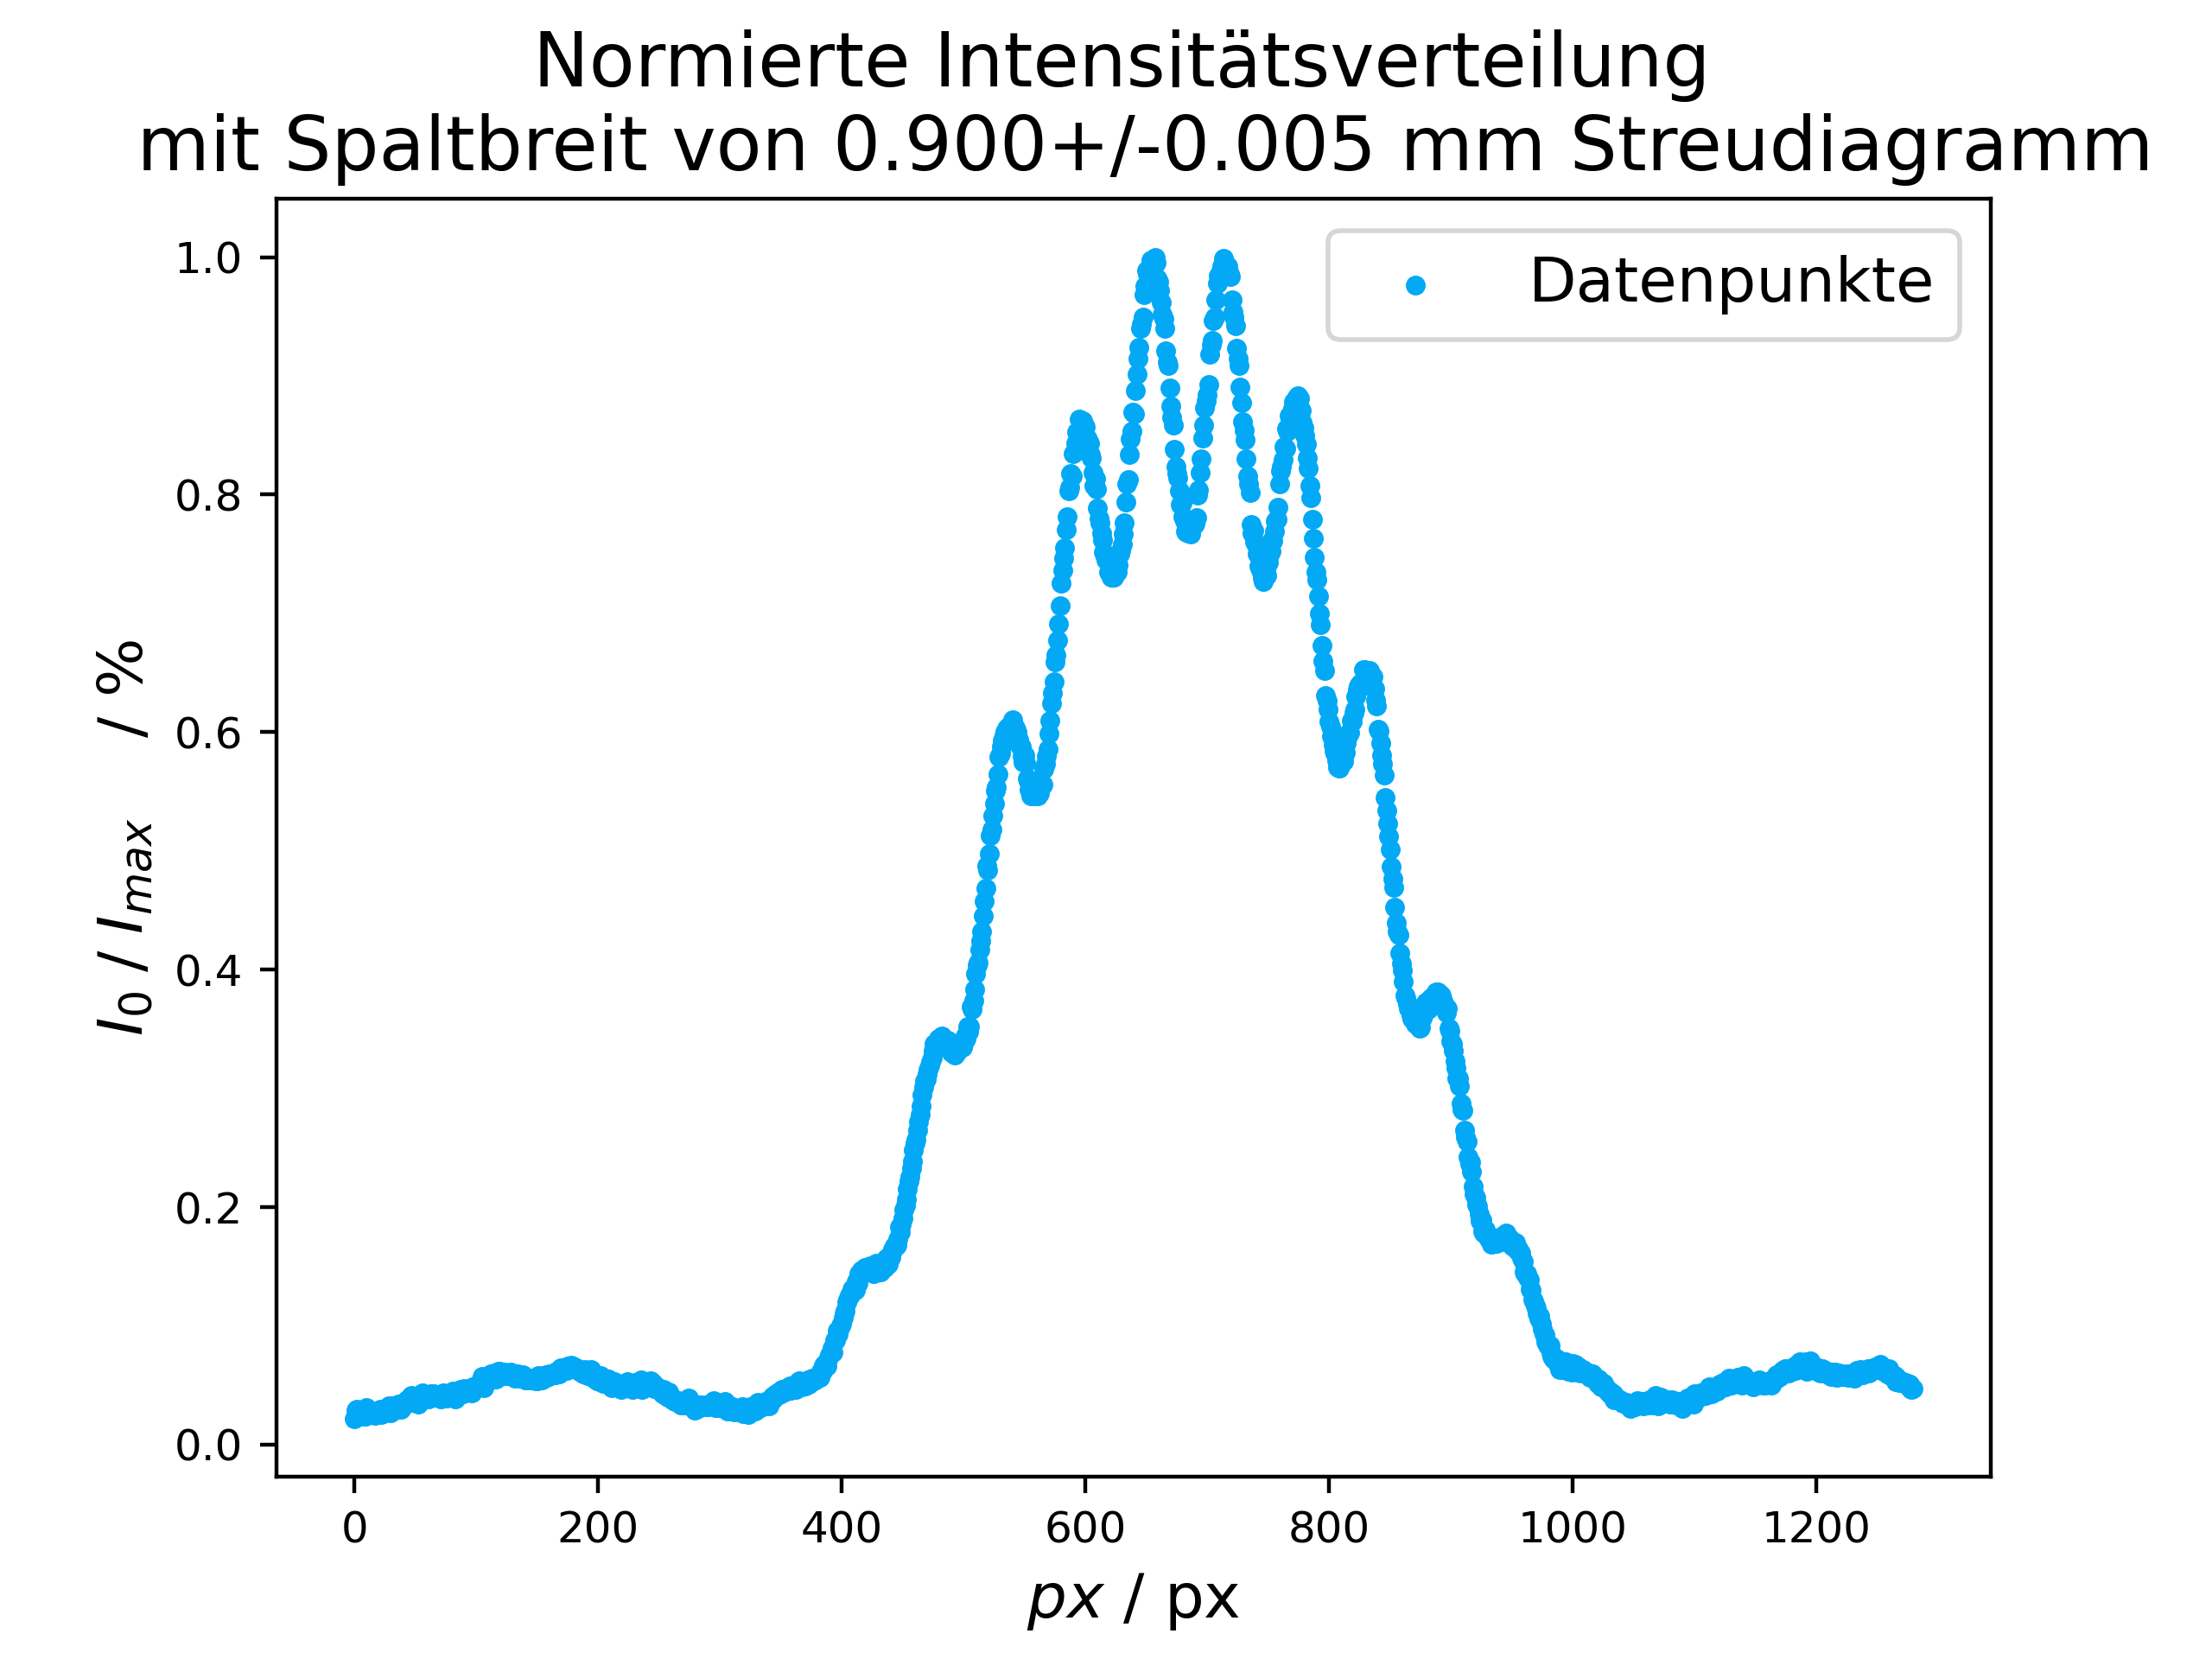 Normierte Intensitätsverteilung
mit Spaltbreit von 0.900+/-0.005 mm Streudiagramm
Datenpunkte
I0 / Imax / %
1.0
0.8
0.6
0.4
0.2
0.0
0 200 400 600 800 1000 1200
px / px